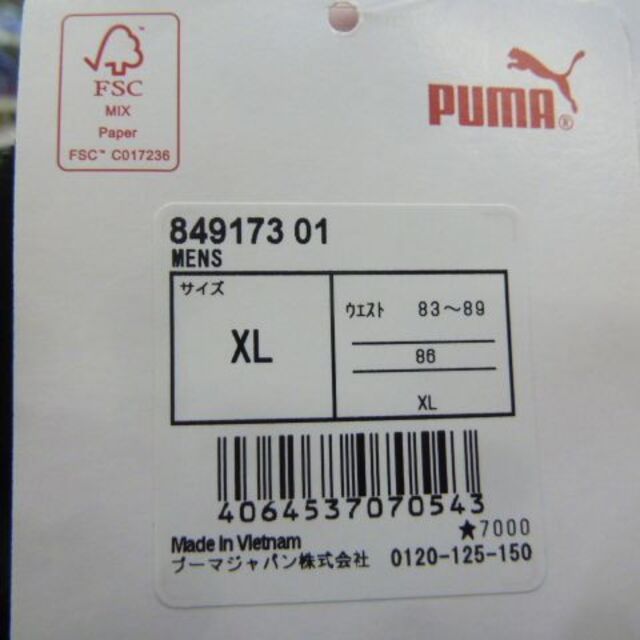 FSC
MIX
Paper
FSC™ C017236
PUMA®
849173 01
MENS
サイズ
XL
ウエスト 83～89
86
XL
4064537070543
★7000
Made in Vietnam
プーマジャパン株式会社 0120-125-150